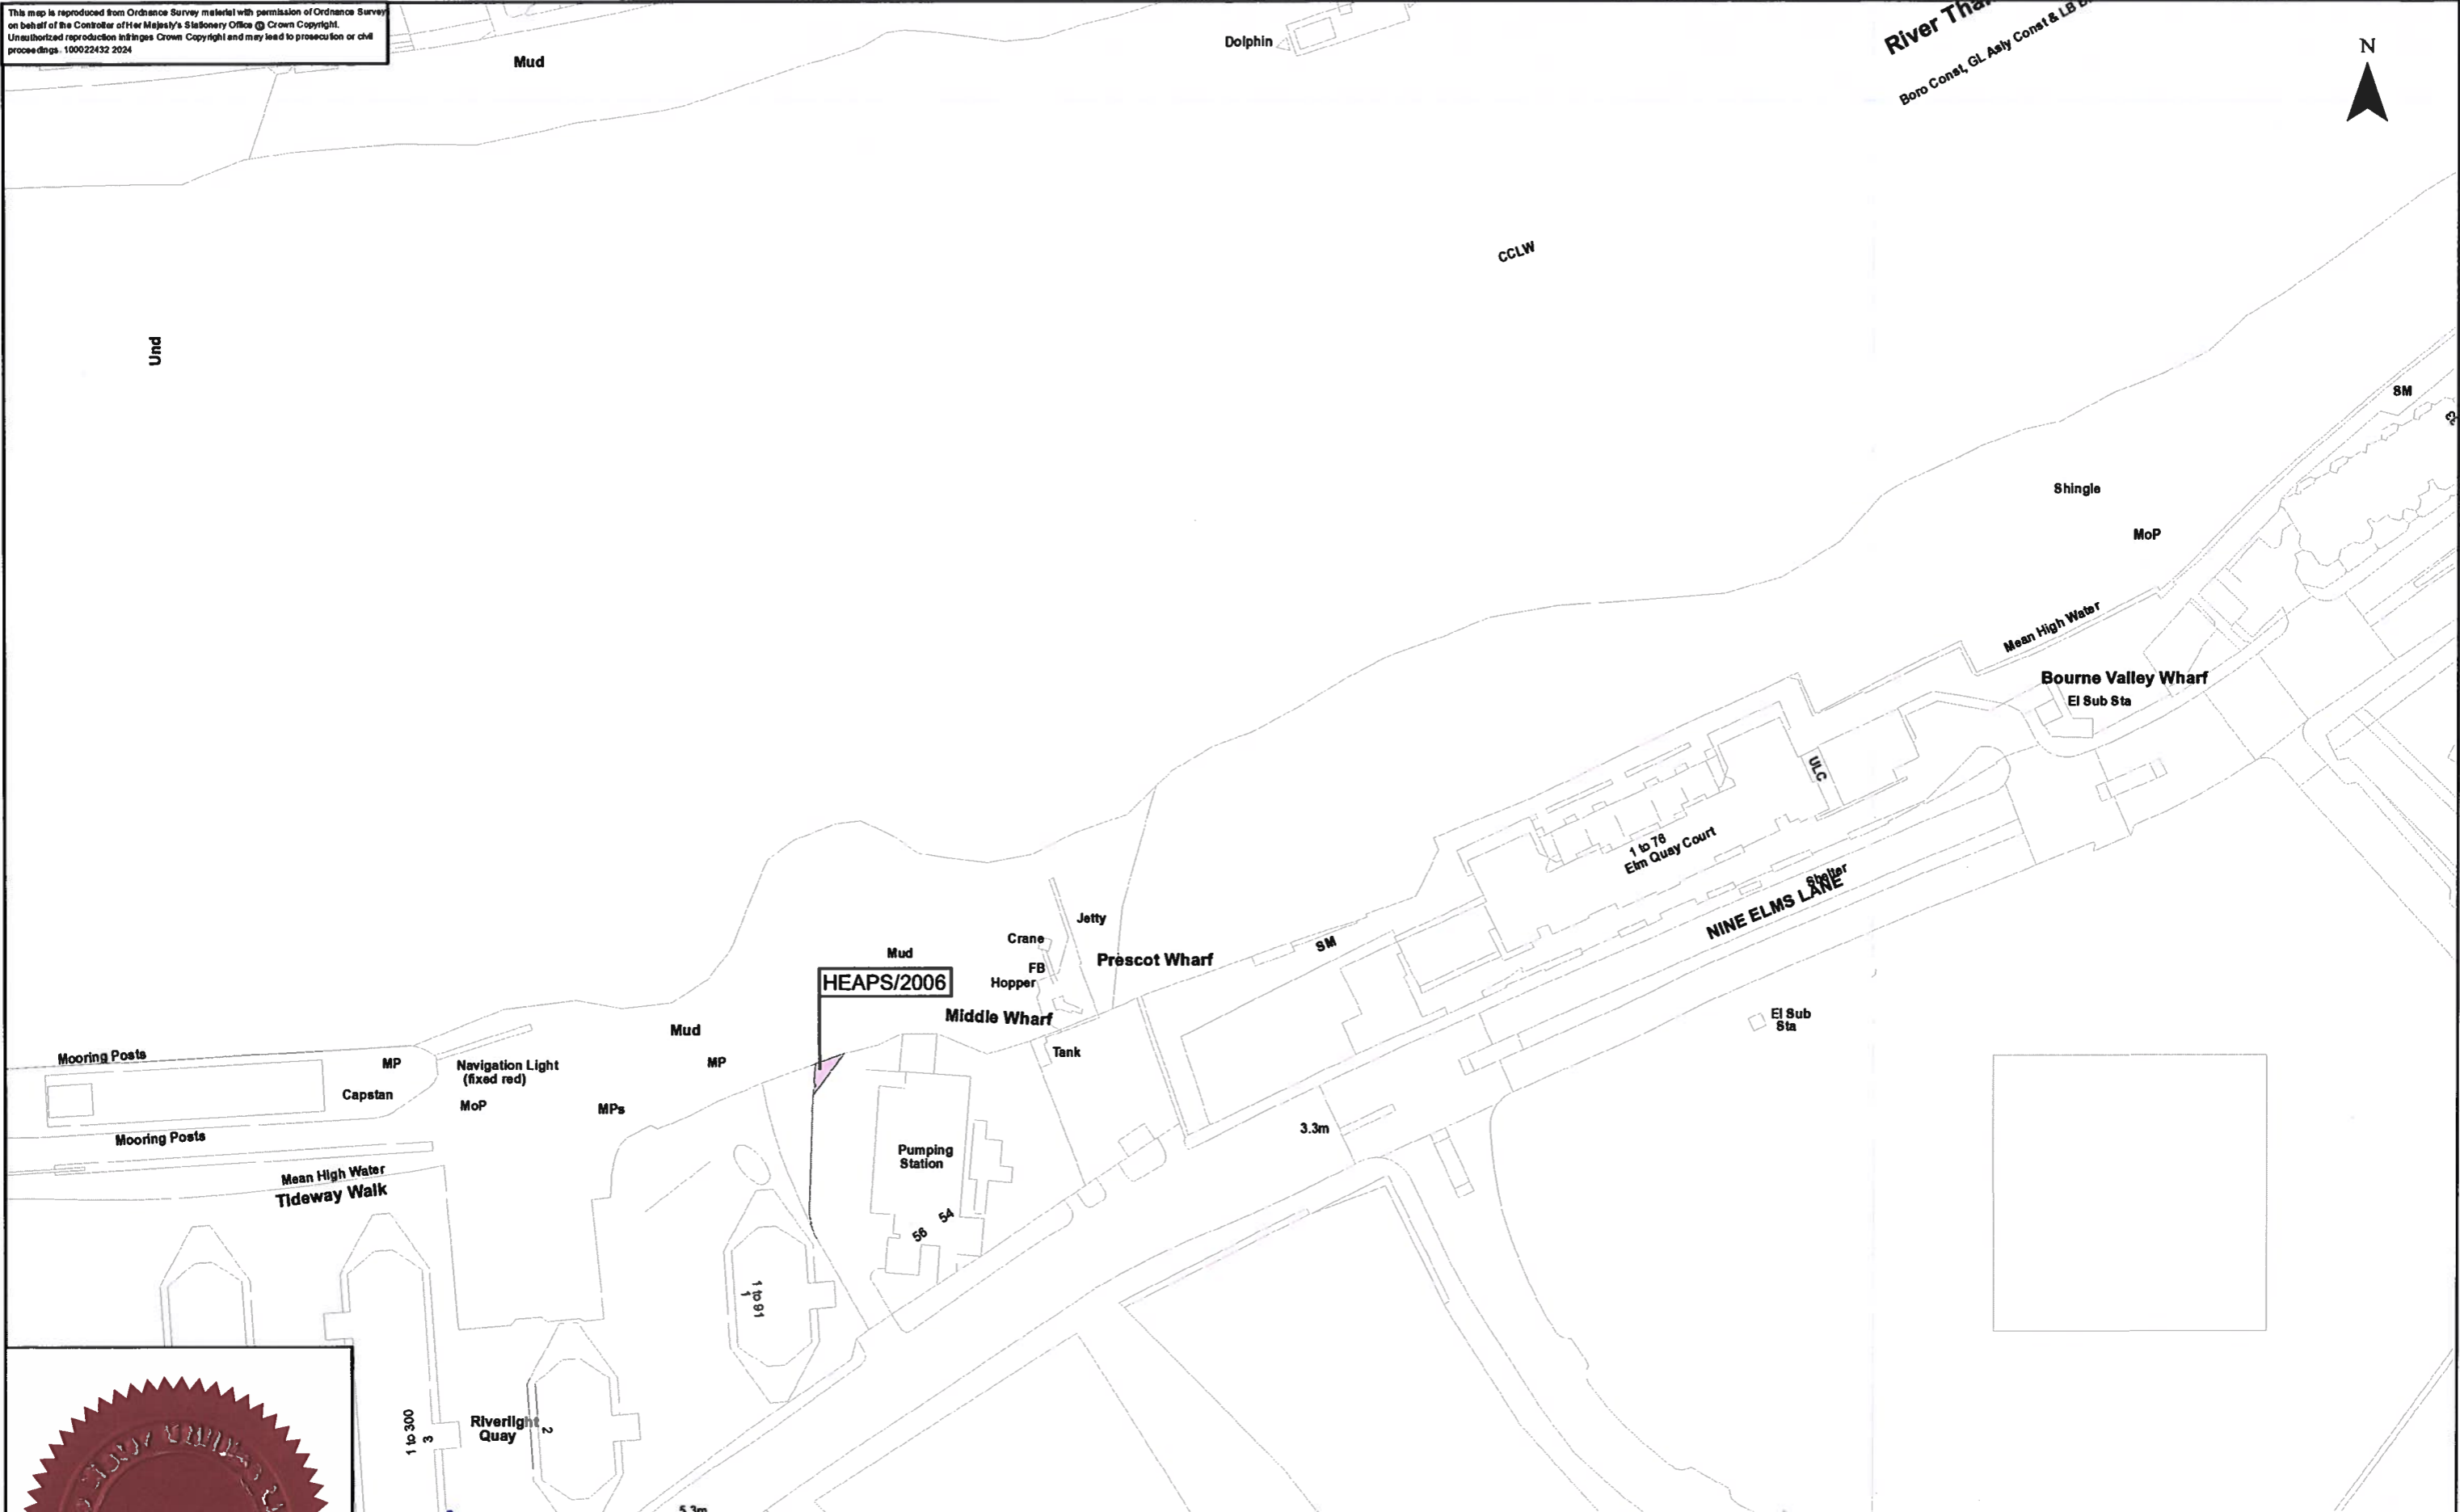 This map is reproduced from Ordnance Survey material with permission of Ordnance Survey
on behalf of the Controller of Her Majesty's Stationery Office © Crown Copyright.
Unauthorized reproduction infringes Crown Copyright and may lead to prosecution or civil
proceedings. 100022432 2024
River
Boro Const, GL Asly Const & LB
N
Mud
Dolphin
CCLW
Und
SM
Shingle
MoP
Mean High Water
Bourne Valley Wharf
El Sub Sta
ULC
1 to 76
Elm Quay Court
Shelter
NINE ELMS LANE
Jetty
Crane
Mud
Prescot Wharf
SM
FB
HEAPS/2006
Hopper
Middle Wharf
El Sub
Sta
Mud
Mooring Posts
MP
Navigation Light
(fixed red)
MP
Tank
Capstan
MoP
MPs
3.3m
Mooring Posts
Pumping
Station
Mean High Water
Tideway Walk
54
56
1 to 91
1
1 to 300
3
Riverlight
Quay
2
5.3m